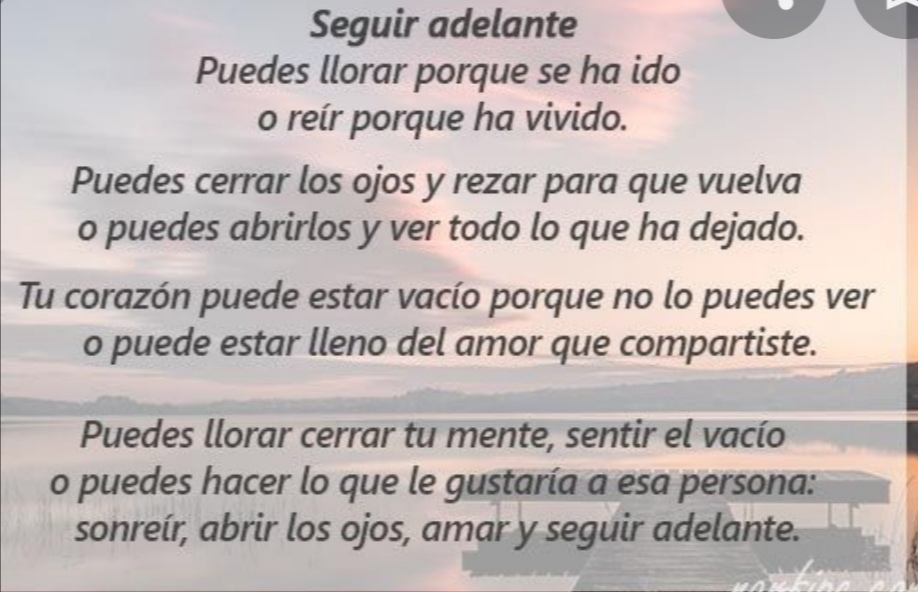 Seguir adelante
Puedes llorar porque se ha ido
o reír porque ha vivido.
Puedes cerrar los ojos y rezar para que vuelva
o puedes abrirlos y ver todo lo que ha dejado.
Tu corazón puede estar vacío porque no lo puedes ver
o puede estar lleno del amor que compartiste.
Puedes llorar cerrar tu mente, sentir el vacío
o puedes hacer lo que le gustaría a esa persona:
sonreír, abrir los ojos, amar y seguir adelante.